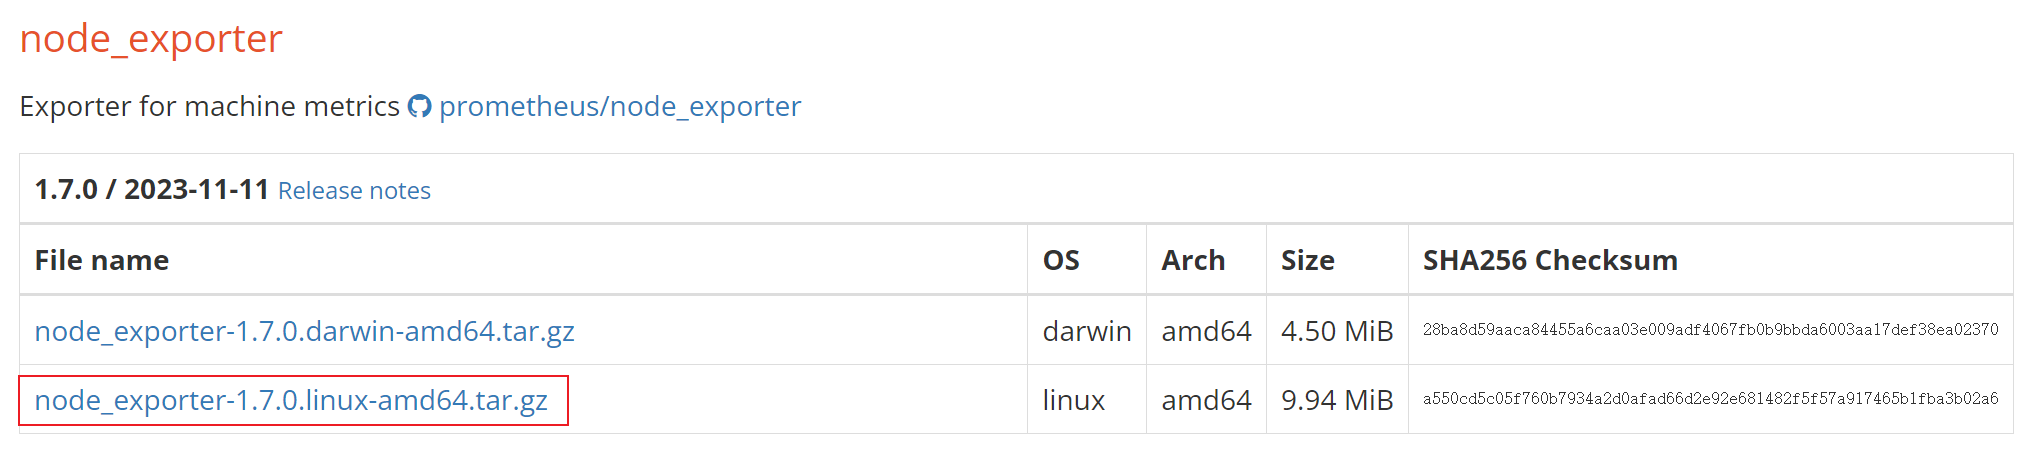 node_exporter
Exporter for machine metrics prometheus/node_exporter
1.7.0 / 2023-11-11 Release notes
File name OS Arch Size SHA256 Checksum
node_exporter-1.7.0.darwin-amd64.tar.gz darwin amd64 4.50 MiB 28ba8d59aaca84455a6caa03e009adf4067fb0b9bbda6003aa17def38ea02370
node_exporter-1.7.0.linux-amd64.tar.gz linux amd64 9.94 MiB a550cd5c05f760b7934a2d0afad66d2e92e681482f5f57a917465b1fba3b02a6